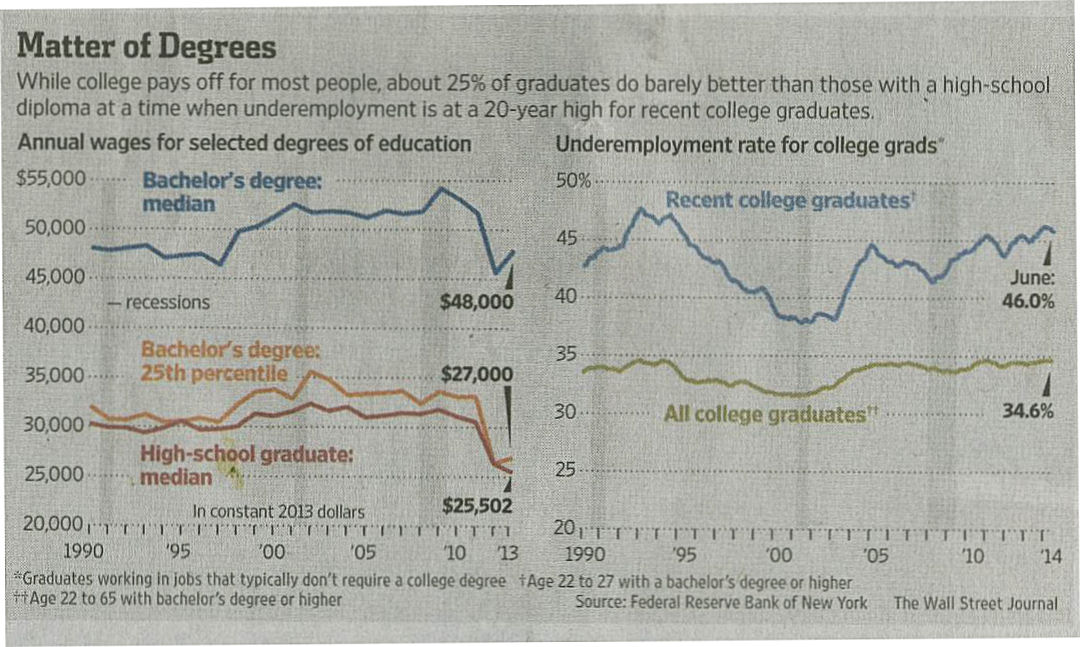 Matter of Degrees
While college pays off for most people, about 25% of graduates do barely better than those with a high-school
diploma at a time when underemployment is at a 20-year high for recent college graduates.
Annual wages for selected degrees of education
$55,000
Bachelor's degree:
median
50,000
45,000
— recessions
$48,000
40,000
Bachelor's degree:
25th percentile
35,000
$27,000
30,000
High-school graduate:
median
25,000
$25,502
In constant 2013 dollars
20,000
1990 '95 '00 '05 '10 '13
Underemployment rate for college grads*
50%
Recent college graduates†
45
June:
46.0%
40
35
34.6%
30
All college graduates††
25
20
1990 '95 '00 '05 '10 '14
*Graduates working in jobs that typically don't require a college degree †Age 22 to 27 with a bachelor's degree or higher
††Age 22 to 65 with bachelor's degree or higher
Source: Federal Reserve Bank of New York The Wall Street Journal